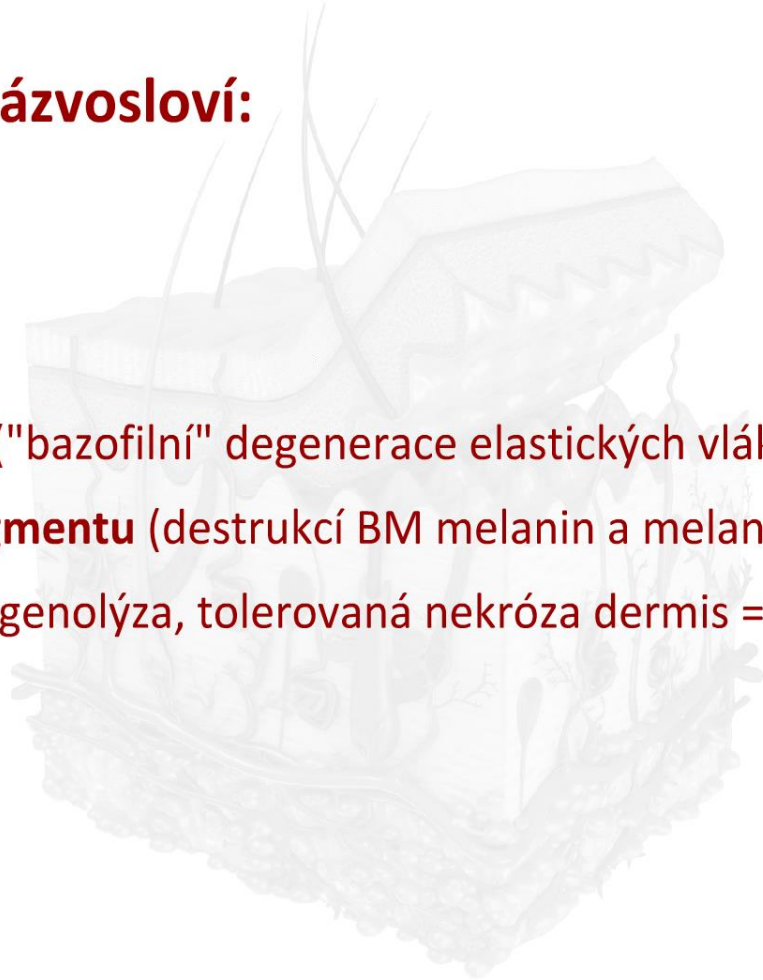 ázvosloví:
("bazofilní" degenerace elastických vlák
gmentu (destrukcí BM melanin a melan
genolýza, tolerovaná nekróza dermis =